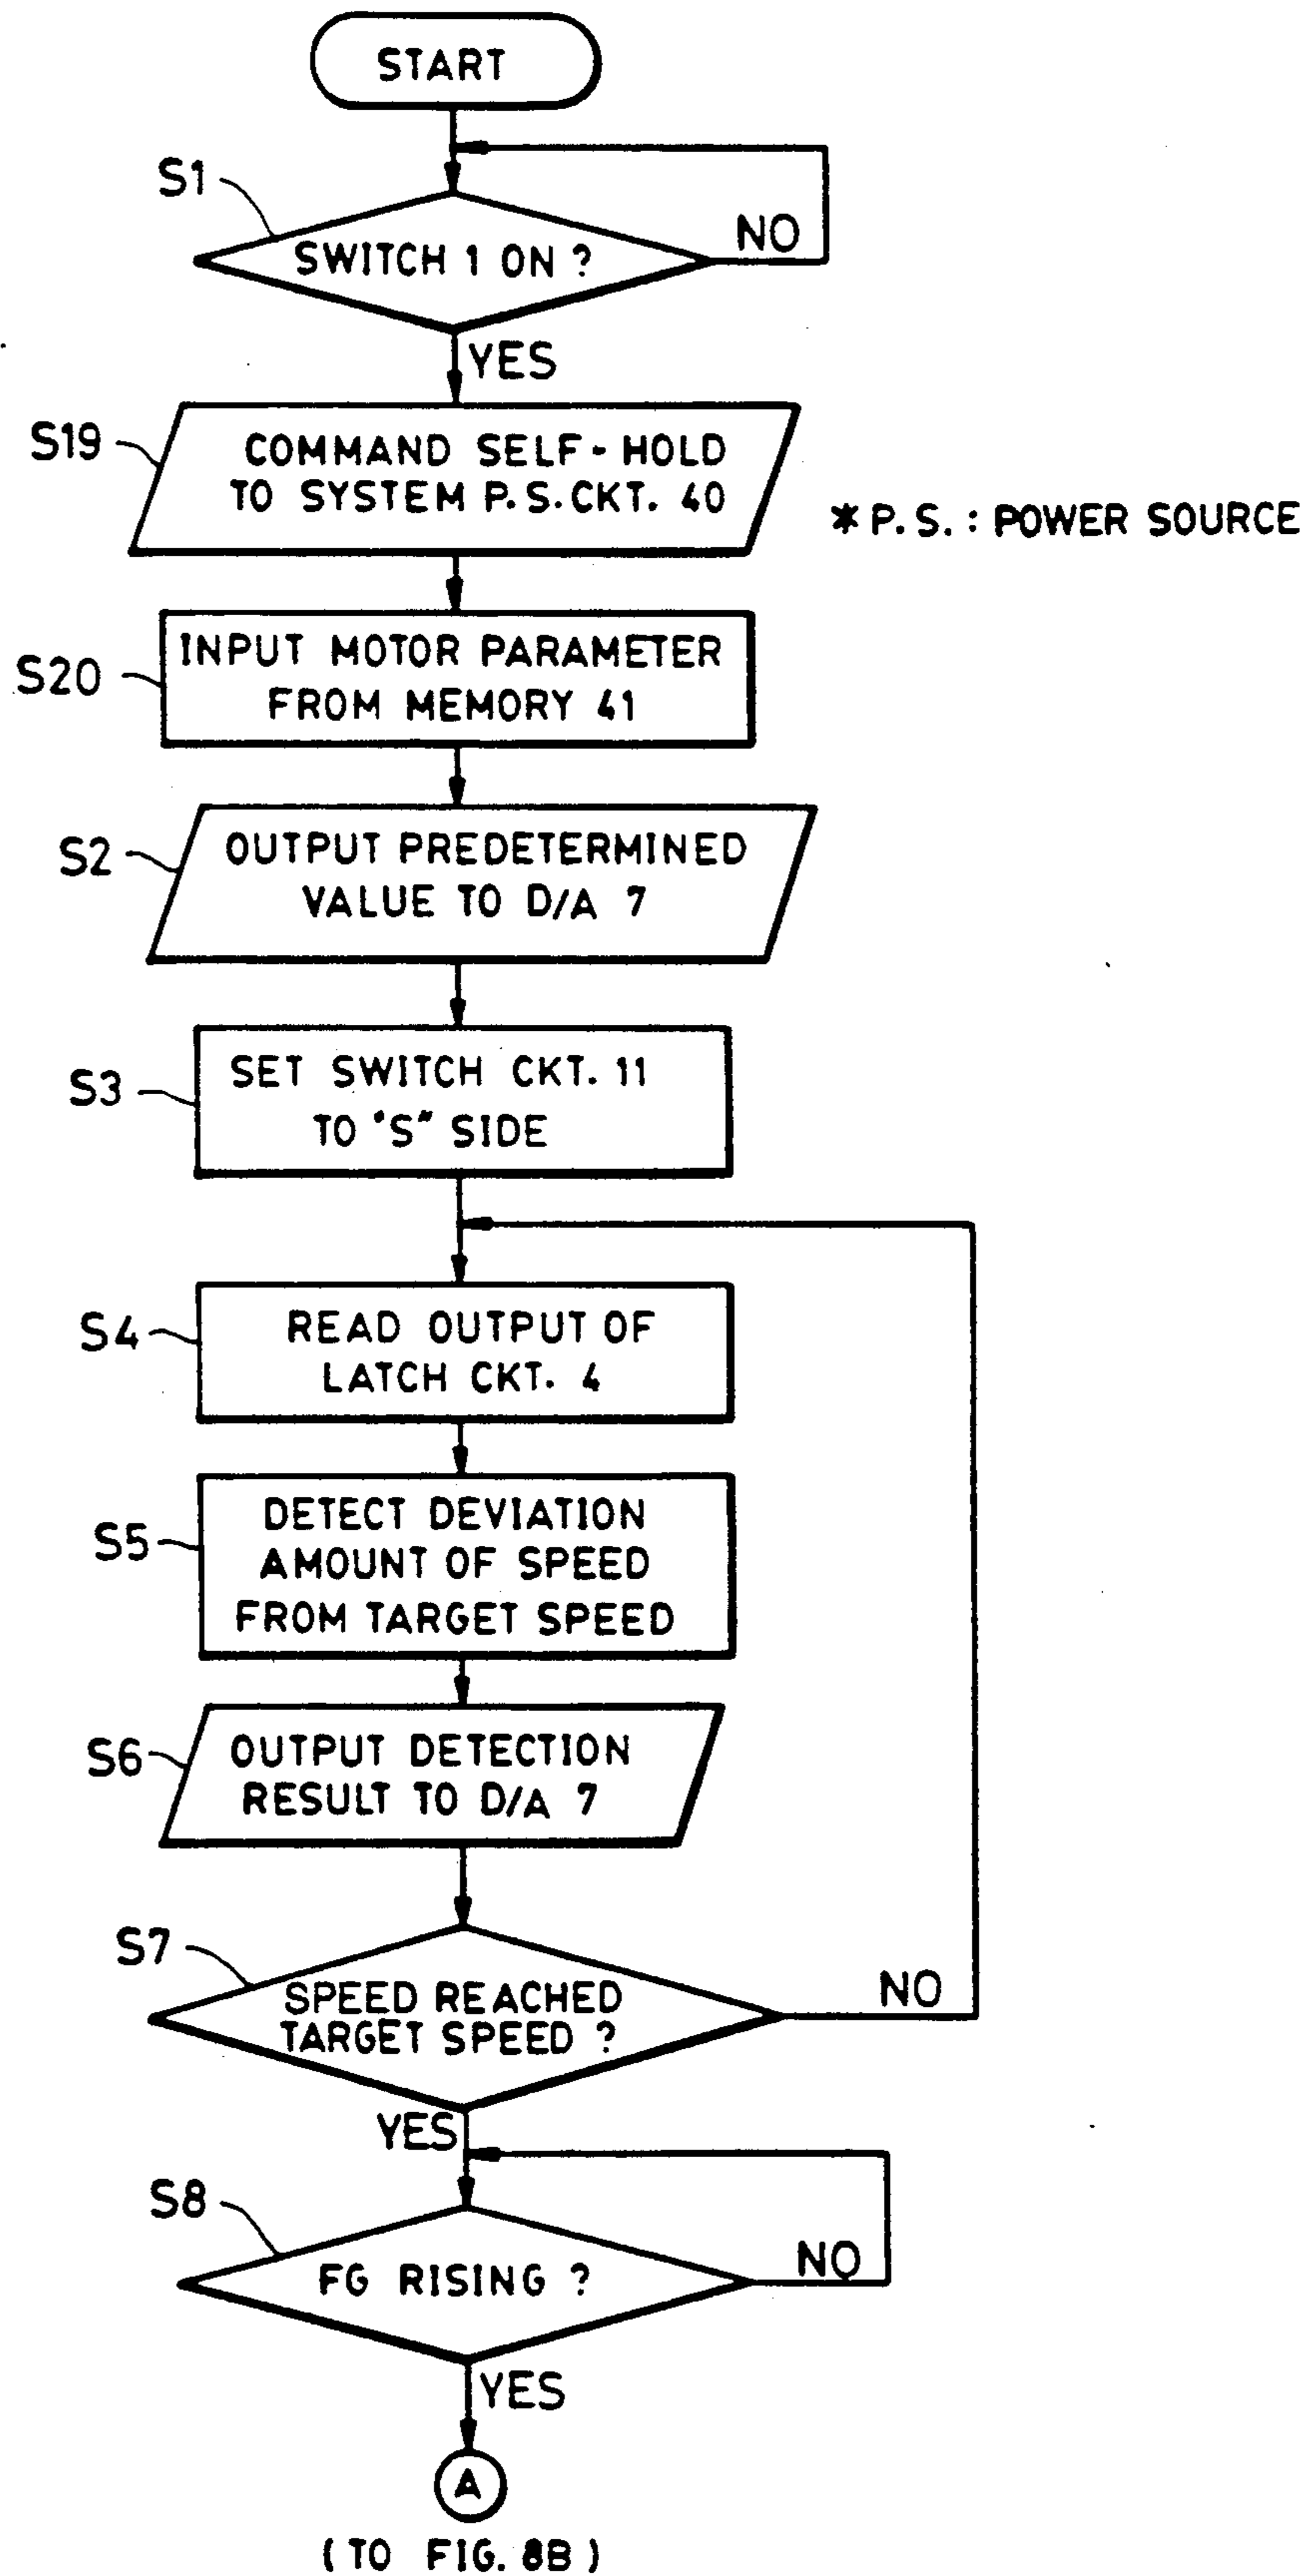 START
S1
SWITCH 1 ON ?
NO
YES
S19
COMMAND SELF-HOLD
TO SYSTEM P.S.CKT. 40
*P.S. : POWER SOURCE
S20
INPUT MOTOR PARAMETER
FROM MEMORY 41
S2
OUTPUT PREDETERMINED
VALUE TO D/A 7
S3
SET SWITCH CKT. 11
TO "S" SIDE
S4
READ OUTPUT OF
LATCH CKT. 4
S5
DETECT DEVIATION
AMOUNT OF SPEED
FROM TARGET SPEED
S6
OUTPUT DETECTION
RESULT TO D/A 7
S7
SPEED REACHED
TARGET SPEED ?
NO
YES
S8
FG RISING ?
NO
YES
A
(TO FIG. 8B)